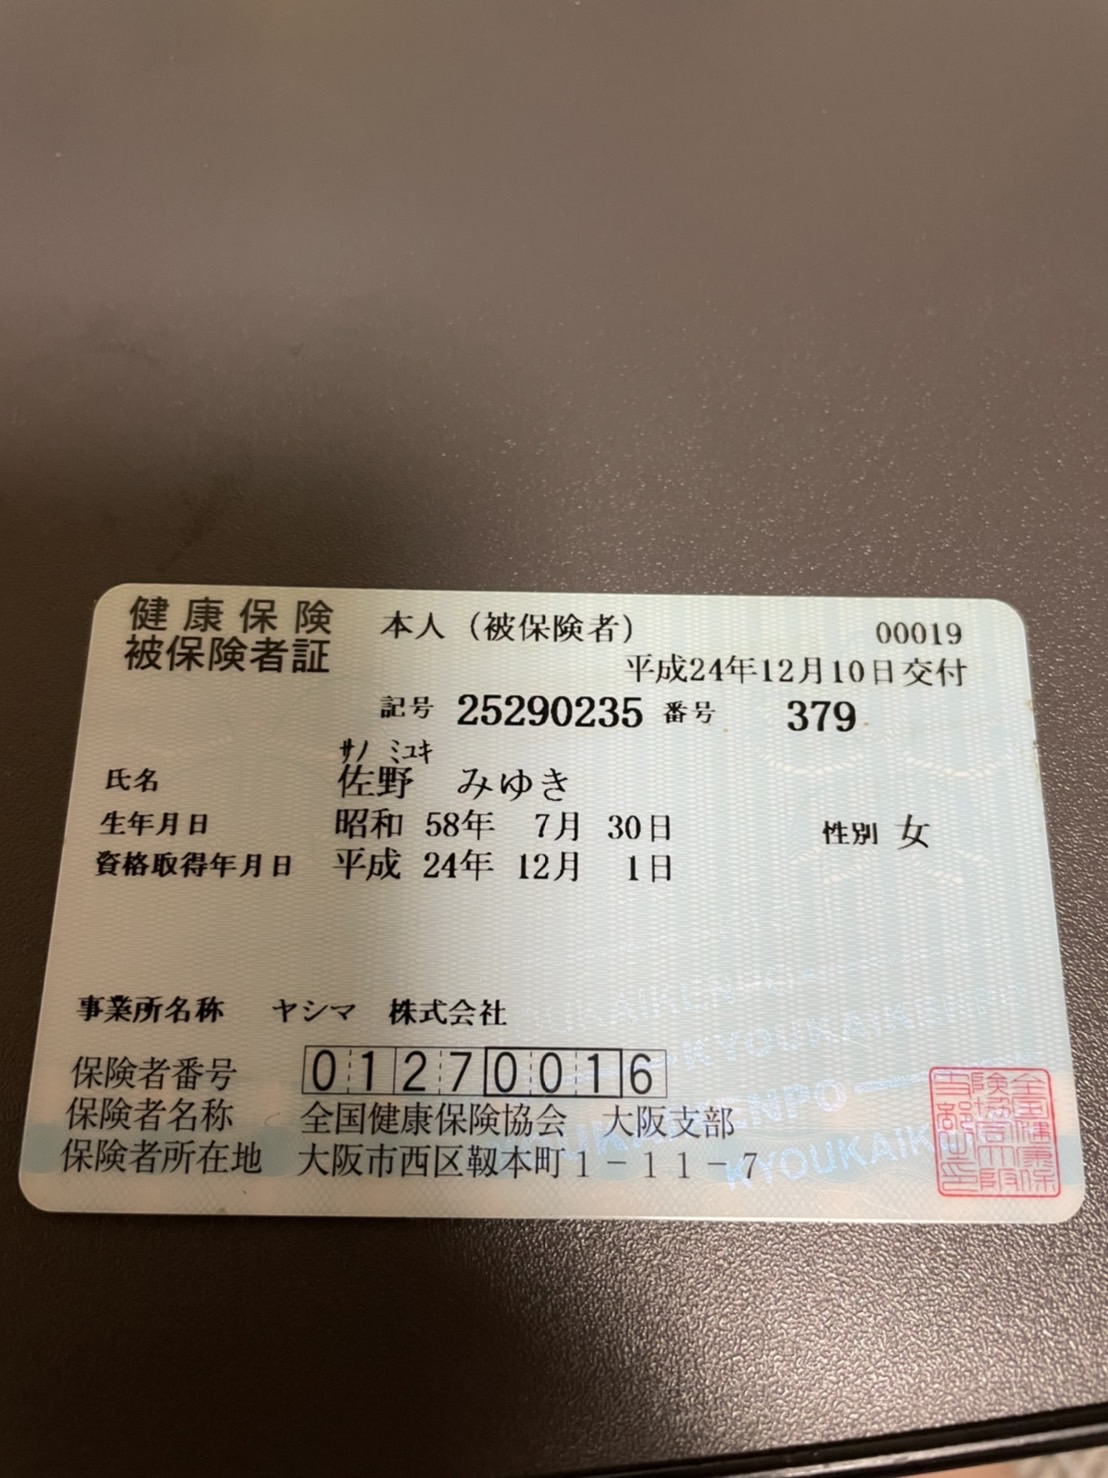 健康保険 本人（被保険者） 00019
被保険者証 平成24年12月10日交付
記号 25290235 番号 379
ｻﾉ ﾐﾕｷ
氏名 佐野 みゆき
生年月日 昭和 58年 7月 30日 性別 女
資格取得年月日 平成 24年 12月 1日
事業所名称 ヤシマ 株式会社
保険者番号 01270016
保険者名称 全国健康保険協会 大阪支部
保険者所在地 大阪市西区靱本町1-11-7